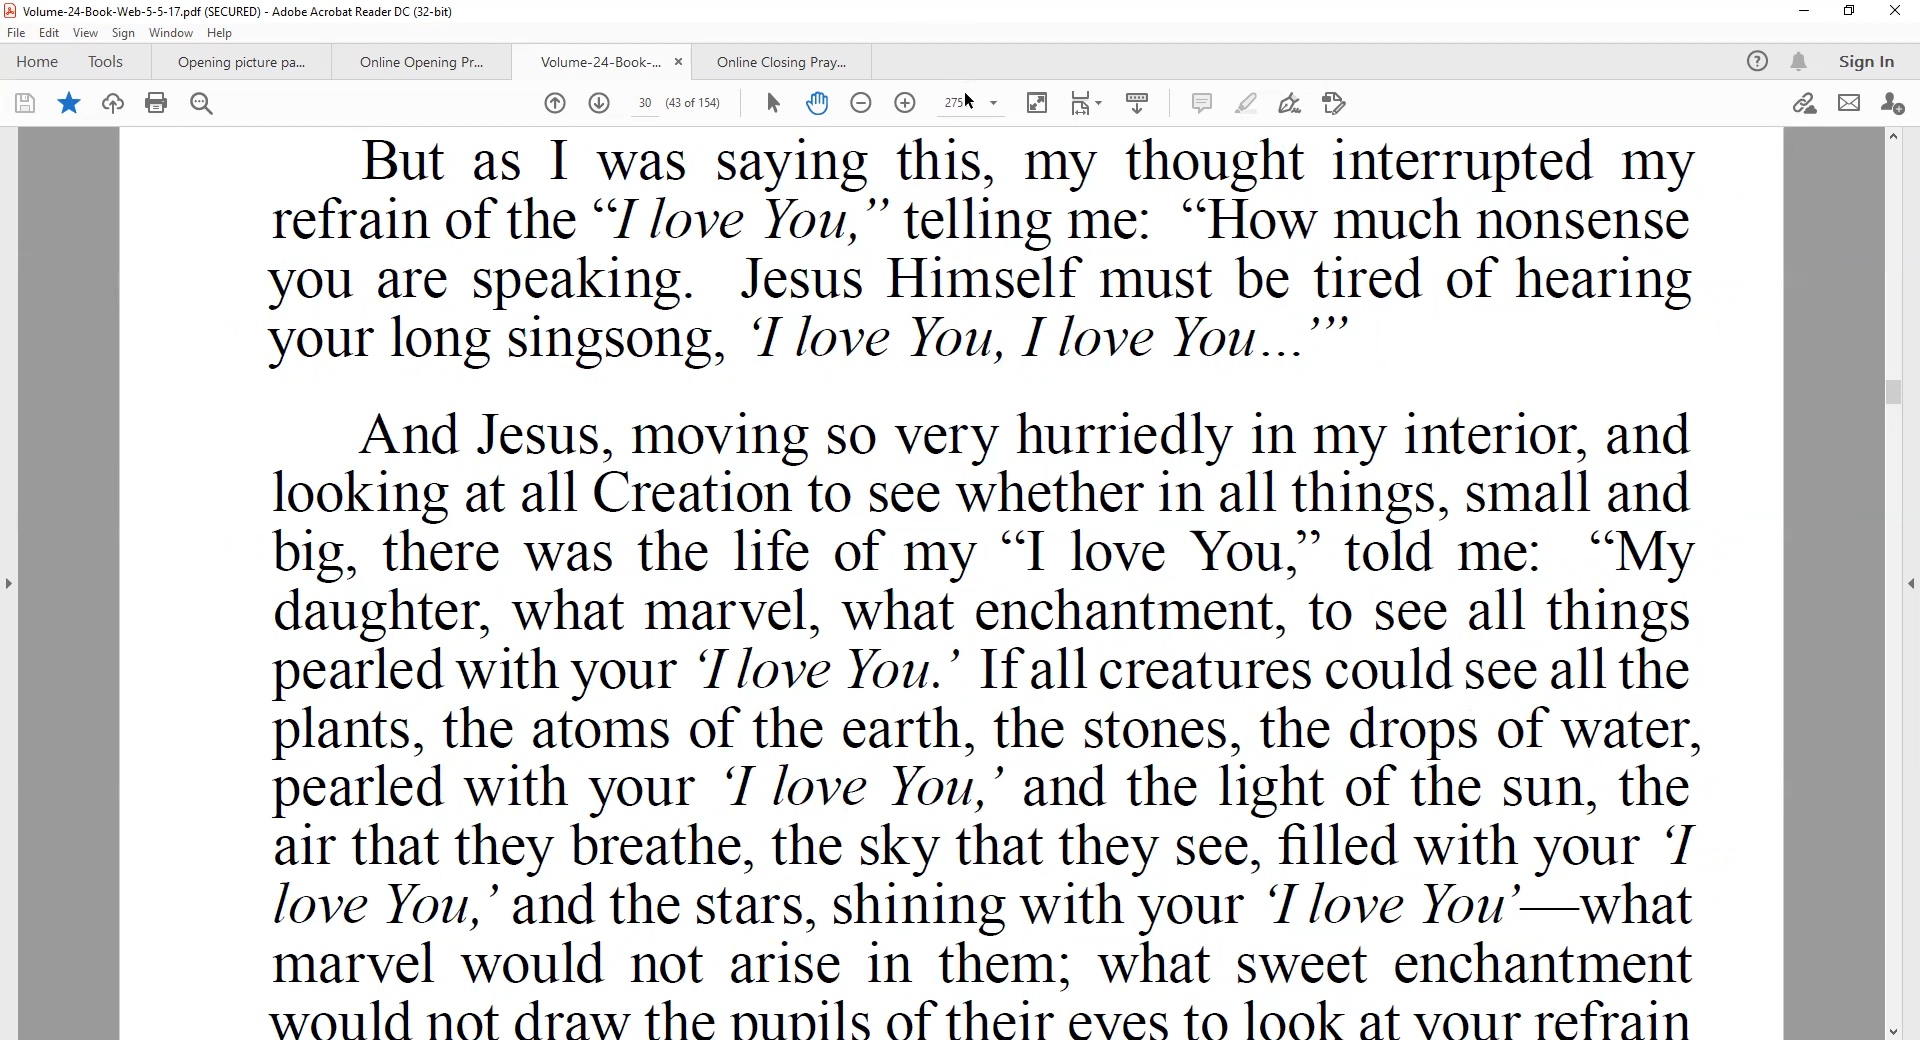 Volume-24-Book-Web-5-5-17.pdf (SECURED) - Adobe Acrobat Reader DC (32-bit)
File Edit View Sign Window Help
Home Tools Opening picture pa... Online Opening Pr... Volume-24-Book-... × Online Closing Pray... Sign In
30 (43 of 154) 275
But as I was saying this, my thought interrupted my
refrain of the “I love You,” telling me: “How much nonsense
you are speaking. Jesus Himself must be tired of hearing
your long singsong, ‘I love You, I love You…’”
And Jesus, moving so very hurriedly in my interior, and
looking at all Creation to see whether in all things, small and
big, there was the life of my “I love You,” told me: “My
daughter, what marvel, what enchantment, to see all things
pearled with your ‘I love You.’ If all creatures could see all the
plants, the atoms of the earth, the stones, the drops of water,
pearled with your ‘I love You,’ and the light of the sun, the
air that they breathe, the sky that they see, filled with your ‘I
love You,’ and the stars, shining with your ‘I love You’—what
marvel would not arise in them; what sweet enchantment
would not draw the pupils of their eyes to look at your refrain